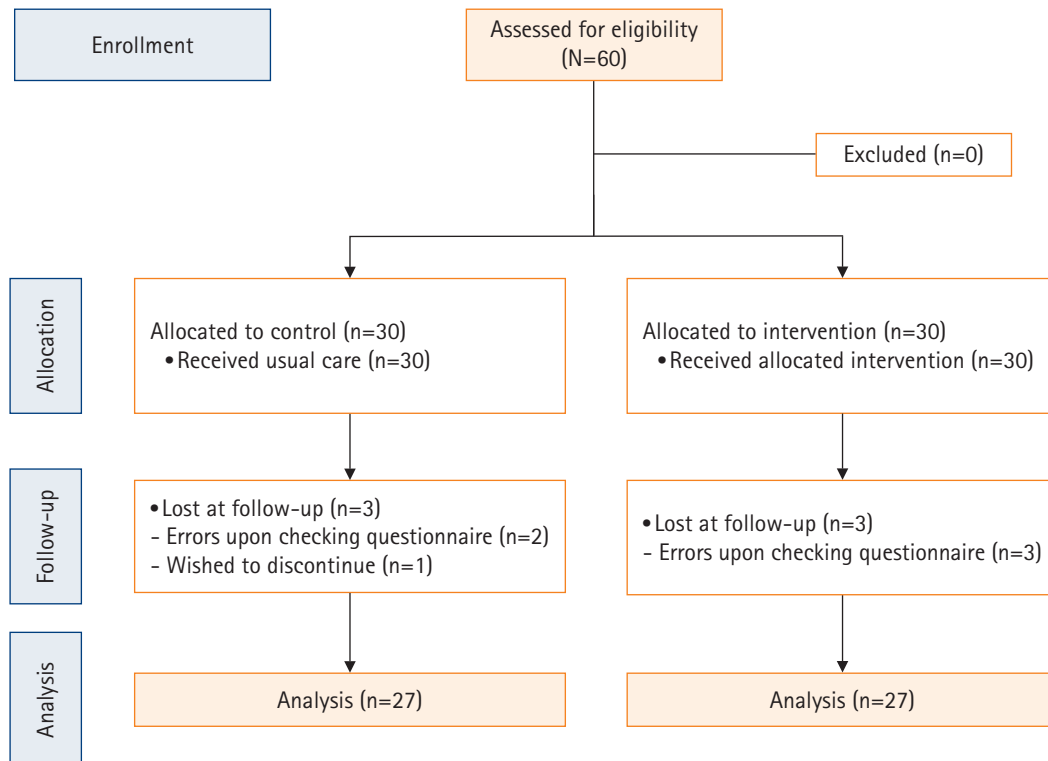 Enrollment
Assessed for eligibility
(N=60)
Excluded (n=0)
Allocation
Allocated to control (n=30)
• Received usual care (n=30)
Allocated to intervention (n=30)
• Received allocated intervention (n=30)
Follow-up
• Lost at follow-up (n=3)
- Errors upon checking questionnaire (n=2)
- Wished to discontinue (n=1)
• Lost at follow-up (n=3)
- Errors upon checking questionnaire (n=3)
Analysis
Analysis (n=27)
Analysis (n=27)